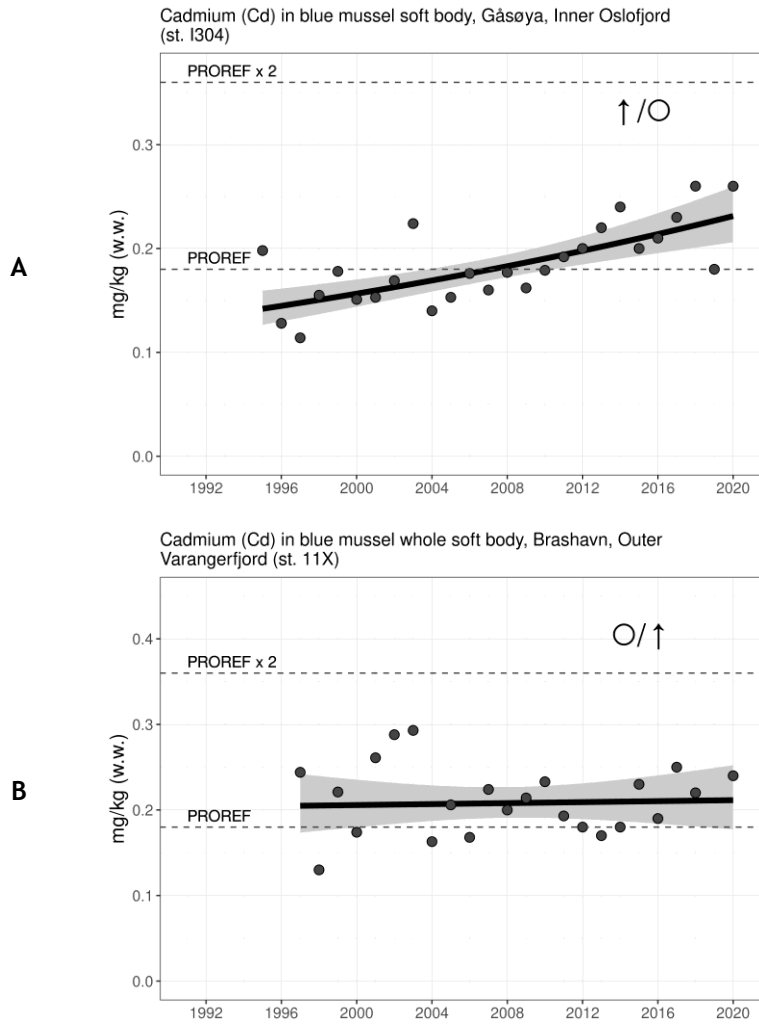 Cadmium (Cd) in blue mussel soft body, Gåsøya, Inner Oslofjord
(st. I304)
PROREF x 2
↑/○
0.3
mg/kg (w.w.)
0.2
A
PROREF
0.1
0.0
1992 1996 2000 2004 2008 2012 2016 2020
Cadmium (Cd) in blue mussel whole soft body, Brashavn, Outer
Varangerfjord (st. 11X)
○/↑
0.4
PROREF x 2
0.3
mg/kg (w.w.)
B
0.2
PROREF
0.1
0.0
1992 1996 2000 2004 2008 2012 2016 2020